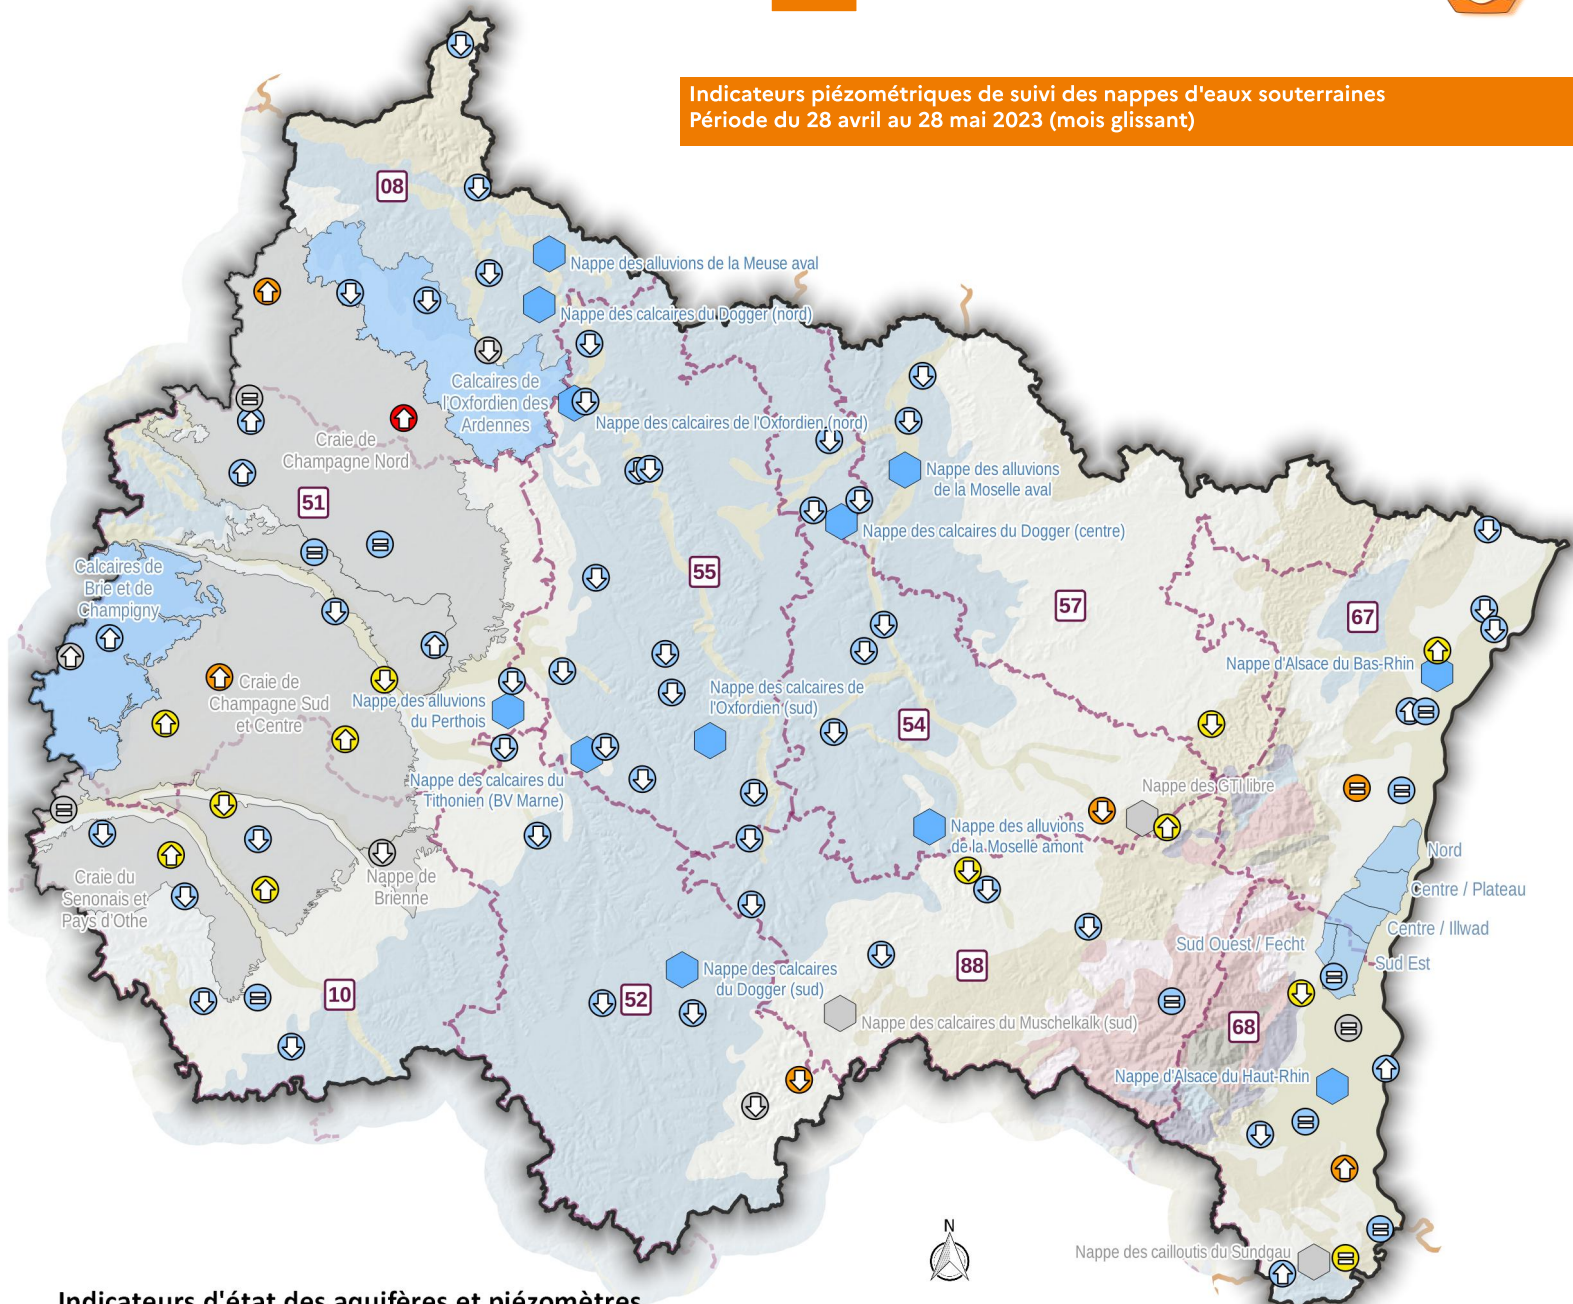 Indicateurs piézométriques de suivi des nappes d'eaux souterraines
Période du 28 avril au 28 mai 2023 (mois glissant)
08
Nappe des alluvions de la Meuse aval
Nappe des calcaires du Dogger (nord)
Calcaires de
l'Oxfordien des
Ardennes
Nappe des calcaires de l'Oxfordien (nord)
Craie de
Champagne Nord
51
Nappe des alluvions
de la Moselle aval
Nappe des calcaires du Dogger (centre)
Calcaires de
Brie et de
Champigny
55
57
67
Nappe d'Alsace du Bas-Rhin
Craie de
Champagne Sud
et Centre
Nappe des alluvions
du Perthois
Nappe des calcaires de
l'Oxfordien (sud)
54
Nappe des calcaires du
Tithonien (BV Marne)
Nappe des GTI libre
Nappe des alluvions
de la Moselle amont
Nord
Centre / Plateau
Centre / Illwad
Sud Ouest / Fecht
Sud Est
Craie du
Senonais et
Pays d'Othe
Nappe de
Brienne
10
52
Nappe des calcaires
du Dogger (sud)
88
Nappe des calcaires du Muschelkalk (sud)
68
Nappe d'Alsace du Haut-Rhin
N
Nappe des cailloutis du Sundgau
Indicateurs d'état des aquifères et piézomètres